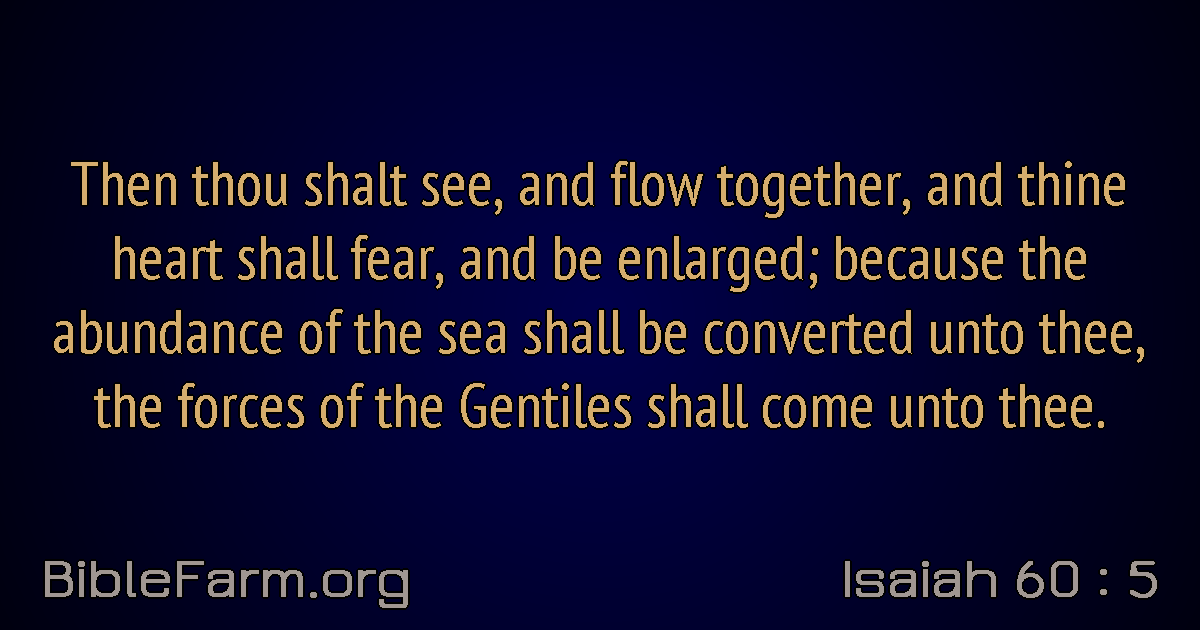 Then thou shalt see, and flow together, and thine
heart shall fear, and be enlarged; because the
abundance of the sea shall be converted unto thee,
the forces of the Gentiles shall come unto thee.
BibleFarm.org
Isaiah 60 : 5